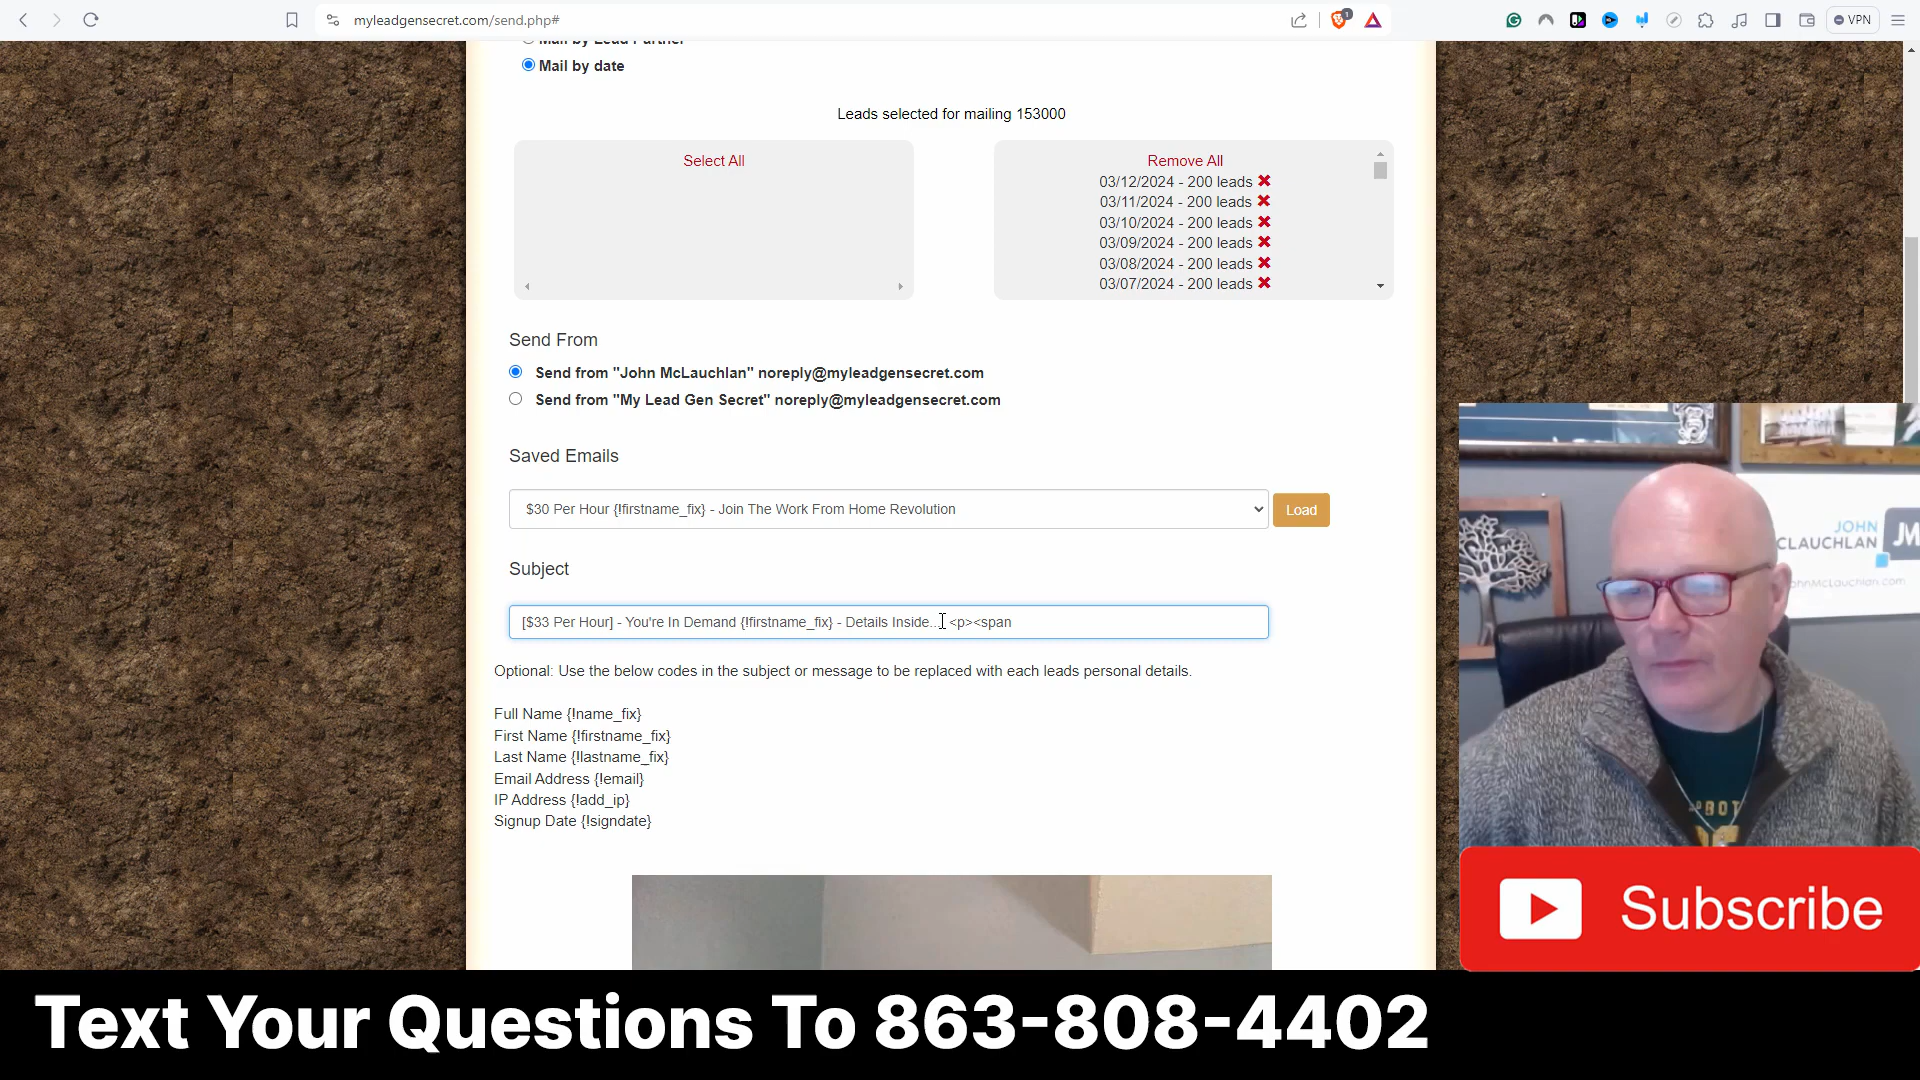 myleadgensecret.com/send.php#
1
VPN
Mail by Lead Partner
Mail by date
Leads selected for mailing 153000
Select All
Remove All
03/12/2024 - 200 leads
03/11/2024 - 200 leads
03/10/2024 - 200 leads
03/09/2024 - 200 leads
03/08/2024 - 200 leads
03/07/2024 - 200 leads
Send From
Send from "John McLauchlan" noreply@myleadgensecret.com
Send from "My Lead Gen Secret" noreply@myleadgensecret.com
Saved Emails
$30 Per Hour {!firstname_fix} - Join The Work From Home Revolution
Load
Subject
[$33 Per Hour] - You're In Demand {!firstname_fix} - Details Inside... <p><span
Optional: Use the below codes in the subject or message to be replaced with each leads personal details.
Full Name {!name_fix}
First Name {!firstname_fix}
Last Name {!lastname_fix}
Email Address {!email}
IP Address {!add_ip}
Signup Date {!signdate}
JOHN
CLAUCHLAN
JM
Subscribe
Text Your Questions To 863-808-4402